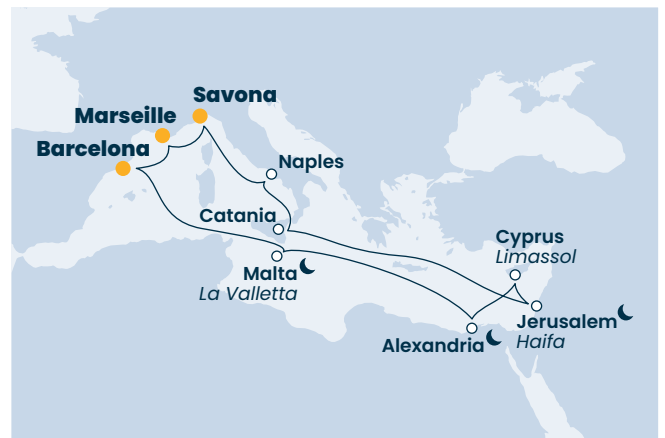 Savona
Marseille
Barcelona
Naples
Catania
Cyprus
Limassol
Malta
La Valletta
Jerusalem
Haifa
Alexandria